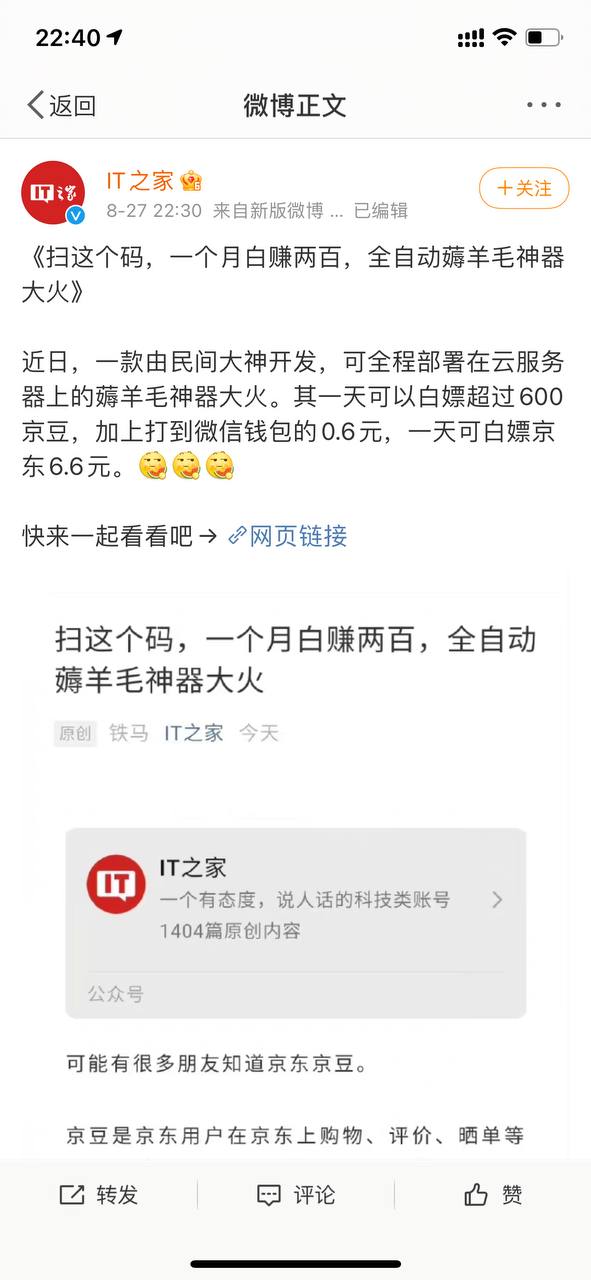 22:40
返回
微博正文
IT之家
IT之家
+关注
8-27 22:30 来自新版微博 ... 已编辑
《扫这个码，一个月白赚两百，全自动薅羊毛神器
大火》
近日，一款由民间大神开发，可全程部署在云服务
器上的薅羊毛神器大火。其一天可以白嫖超过600
京豆，加上打到微信钱包的0.6元，一天可白嫖京
东6.6元。
快来一起看看吧→ 网页链接
扫这个码，一个月白赚两百，全自动
薅羊毛神器大火
原创 铁马 IT之家 今天
IT
IT之家
一个有态度，说人话的科技类账号
1404篇原创内容
公众号
可能有很多朋友知道京东京豆。
京豆是京东用户在京东上购物、评价、晒单等
转发
评论
赞